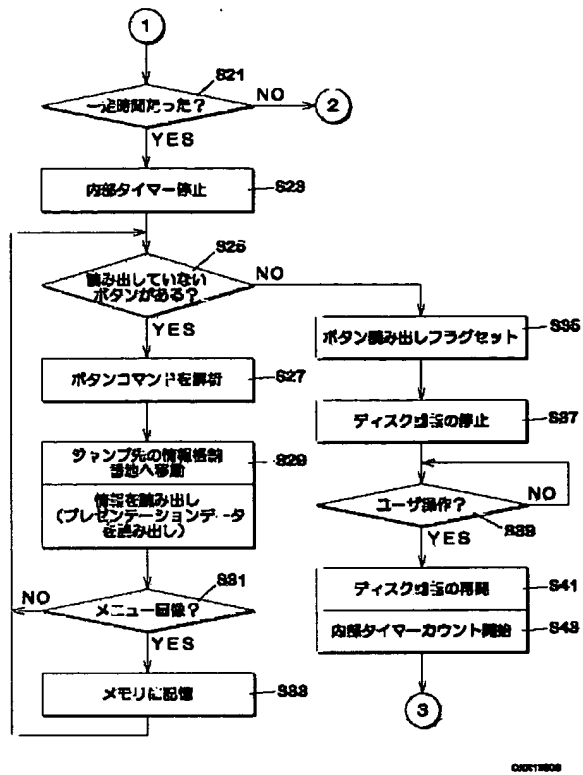 1
S21
一定時間たった?
NO
2
YES
内部タイマー停止
S23
S25
読み出していない
ボタンがある?
NO
YES
ボタンコマンドを解析
S27
ジャンプ先の情報格納
番地へ移動
S29
情報を読み出し
(プレゼンテーションデータ
を読み出し)
S31
NO
メニュー画像?
YES
メモリに記憶
S33
ボタン読み出しフラグセット
S35
ディスク回転の停止
S37
ユーザ操作?
NO
S39
YES
ディスク回転の再開
S41
内部タイマーカウント開始
S43
3